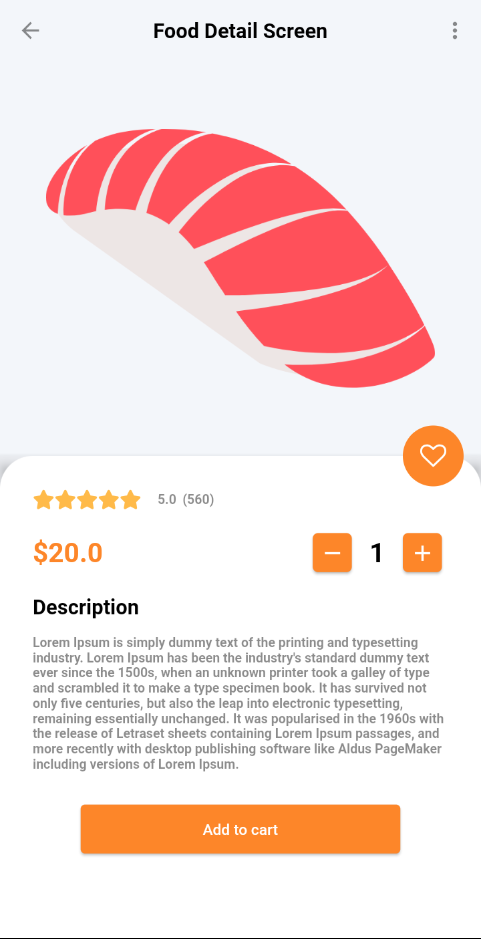 Food Detail Screen
5.0 (560)
$20.0
1
Description
Lorem Ipsum is simply dummy text of the printing and typesetting
industry. Lorem Ipsum has been the industry's standard dummy text
ever since the 1500s, when an unknown printer took a galley of type
and scrambled it to make a type specimen book. It has survived not
only five centuries, but also the leap into electronic typesetting,
remaining essentially unchanged. It was popularised in the 1960s with
the release of Letraset sheets containing Lorem Ipsum passages, and
more recently with desktop publishing software like Aldus PageMaker
including versions of Lorem Ipsum.
Add to cart